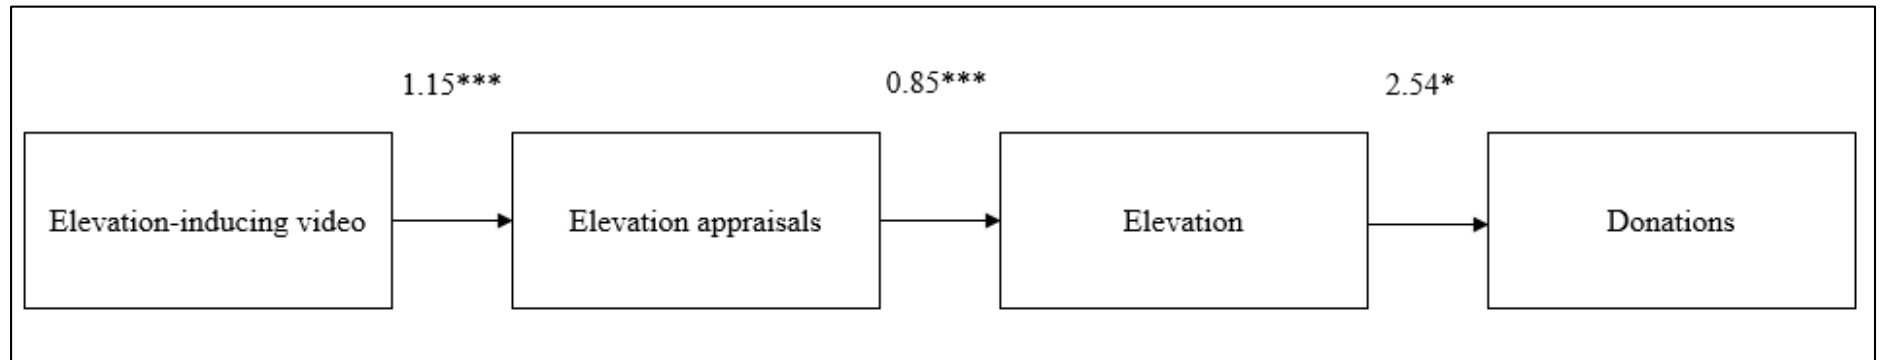 1.15***
0.85***
2.54*
Elevation-inducing video
Elevation appraisals
Elevation
Donations